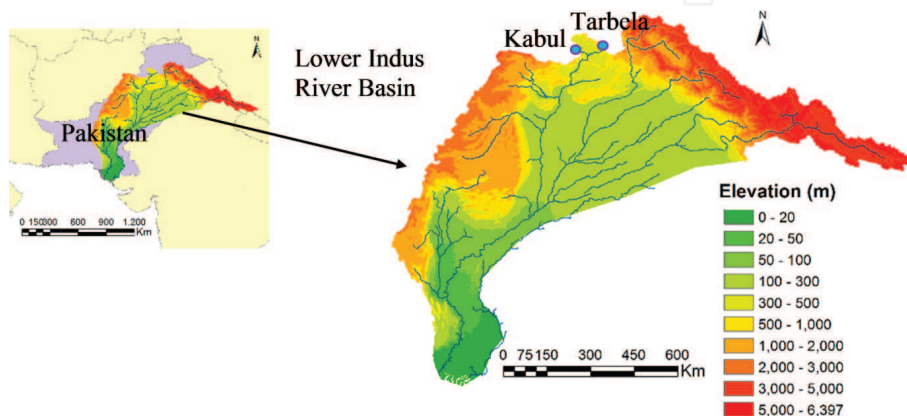 N
Pakistan
0 150300 600 900 1.200
Km
Lower Indus
River Basin
Kabul
Tarbela
N
Elevation (m)
0 - 20
20 - 50
50 - 100
100 - 300
300 - 500
500 - 1,000
1,000 - 2,000
2,000 - 3,000
3,000 - 5,000
5,000 - 6,397
0 75 150 300 450 600
Km